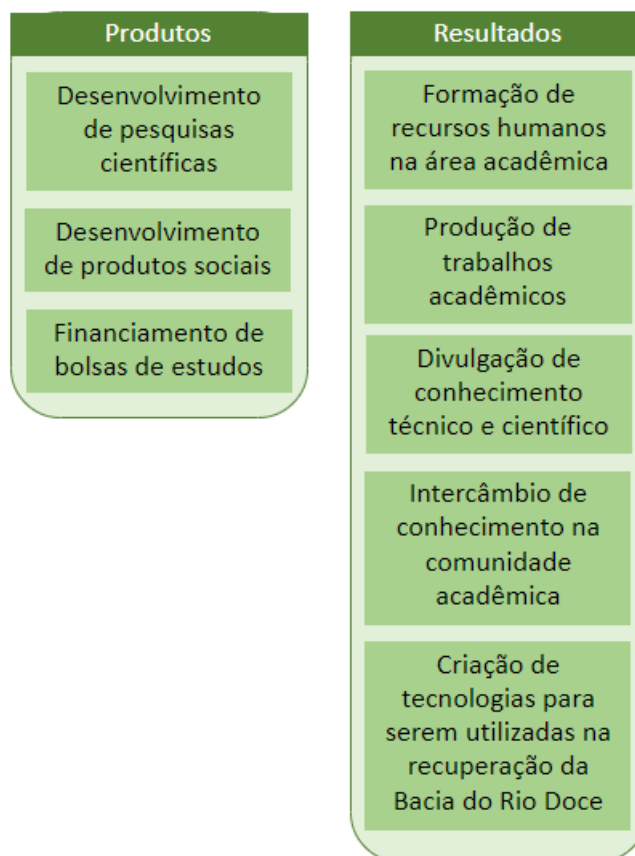 Produtos
Desenvolvimento
de pesquisas
científicas
Desenvolvimento
de produtos sociais
Financiamento de
bolsas de estudos
Resultados
Formação de
recursos humanos
na área acadêmica
Produção de
trabalhos
acadêmicos
Divulgação de
conhecimento
técnico e científico
Intercâmbio de
conhecimento na
comunidade
acadêmica
Criação de
tecnologias para
serem utilizadas na
recuperação da
Bacia do Rio Doce